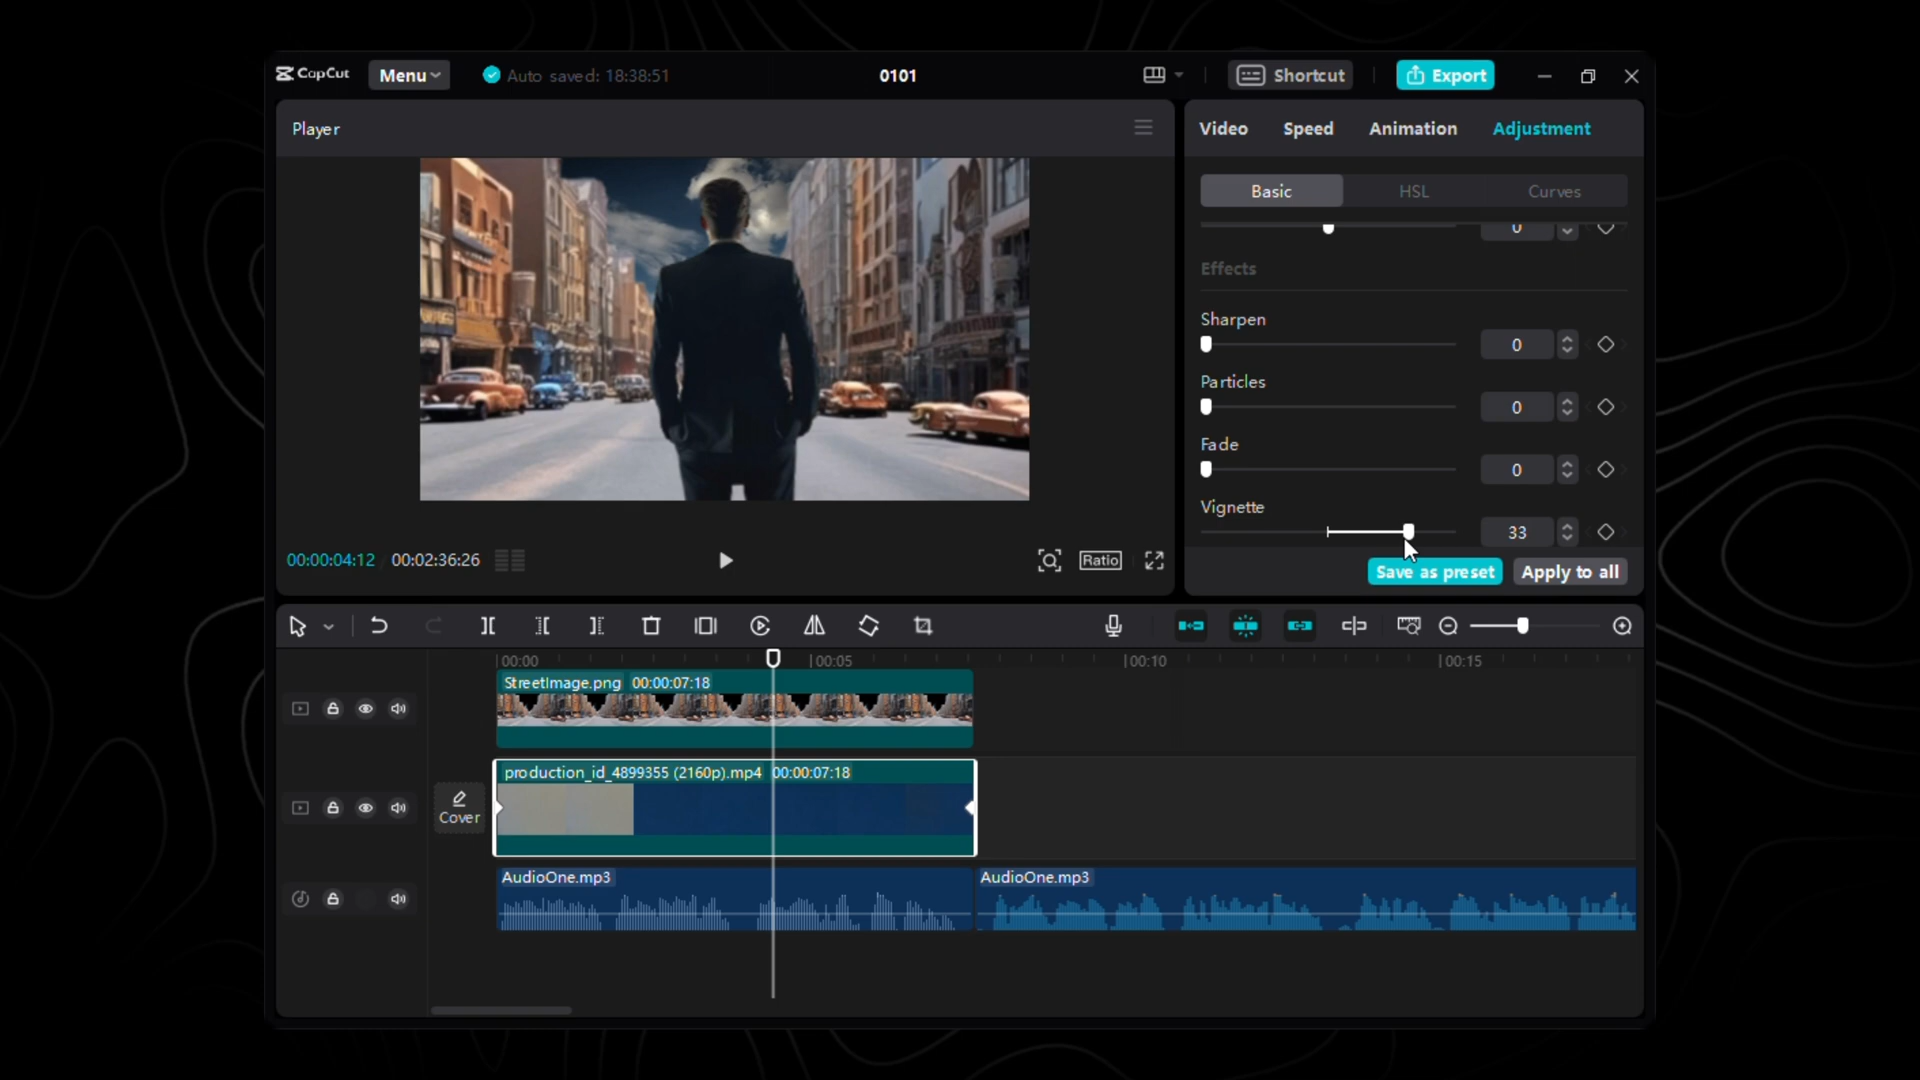 CapCut
Menu
Auto saved: 18:38:51
0101
Shortcut
Export
Player
Video
Speed
Animation
Adjustment
Basic
HSL
Curves
0
Effects
Sharpen
0
Particles
0
Fade
0
Vignette
33
00:00:04:12
00:02:36:26
Ratio
Save as preset
Apply to all
00:00
00:05
00:10
00:15
StreetImage.png 00:00:07:18
Cover
production_id_4899355 (2160p).mp4 00:00:07:18
AudioOne.mp3
AudioOne.mp3